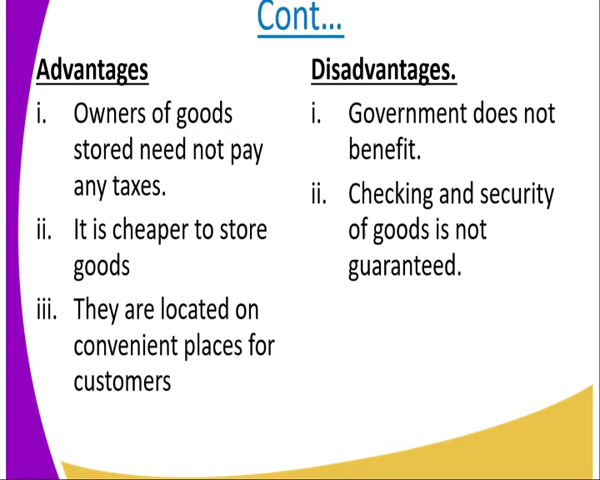 Cont...
Advantages
i. Owners of goods
stored need not pay
any taxes.
ii. It is cheaper to store
goods
iii. They are located on
convenient places for
customers
Disadvantages.
i. Government does not
benefit.
ii. Checking and security
of goods is not
guaranteed.